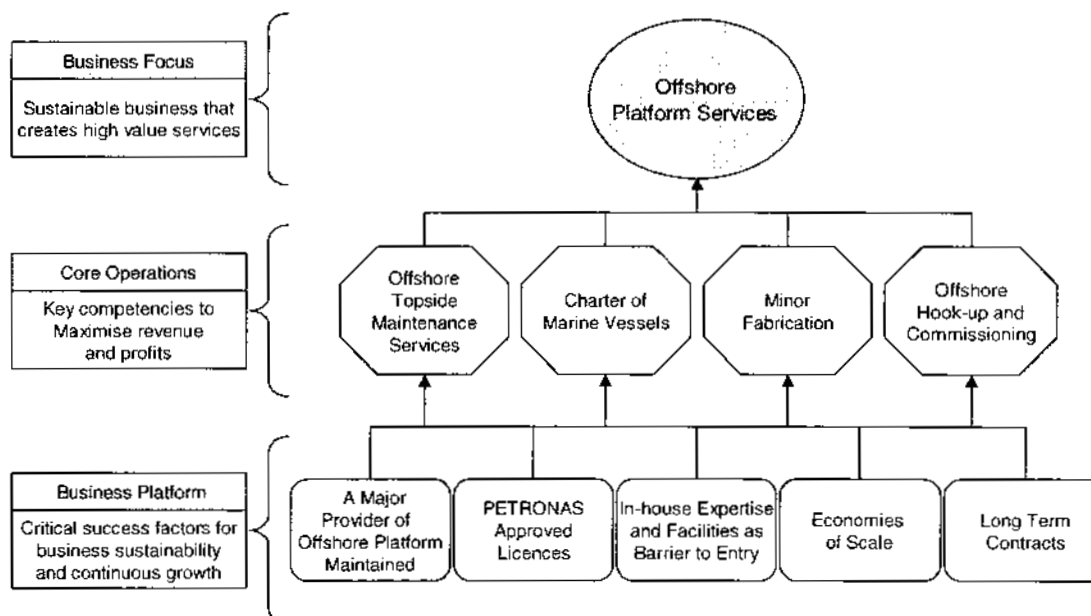 Business Focus
Sustainable business that
creates high value services
Offshore
Platform Services
Core Operations
Key competencies to
Maximise revenue
and profits
Offshore
Topside
Maintenance
Services
Charter of
Marine Vessels
Minor
Fabrication
Offshore
Hook-up and
Commissioning
Business Platform
Critical success factors for
business sustainability
and continuous growth
A Major
Provider of
Offshore Platform
Maintained
PETRONAS
Approved
Licences
In-house Expertise
and Facilities as
Barrier to Entry
Economies
of Scale
Long Term
Contracts